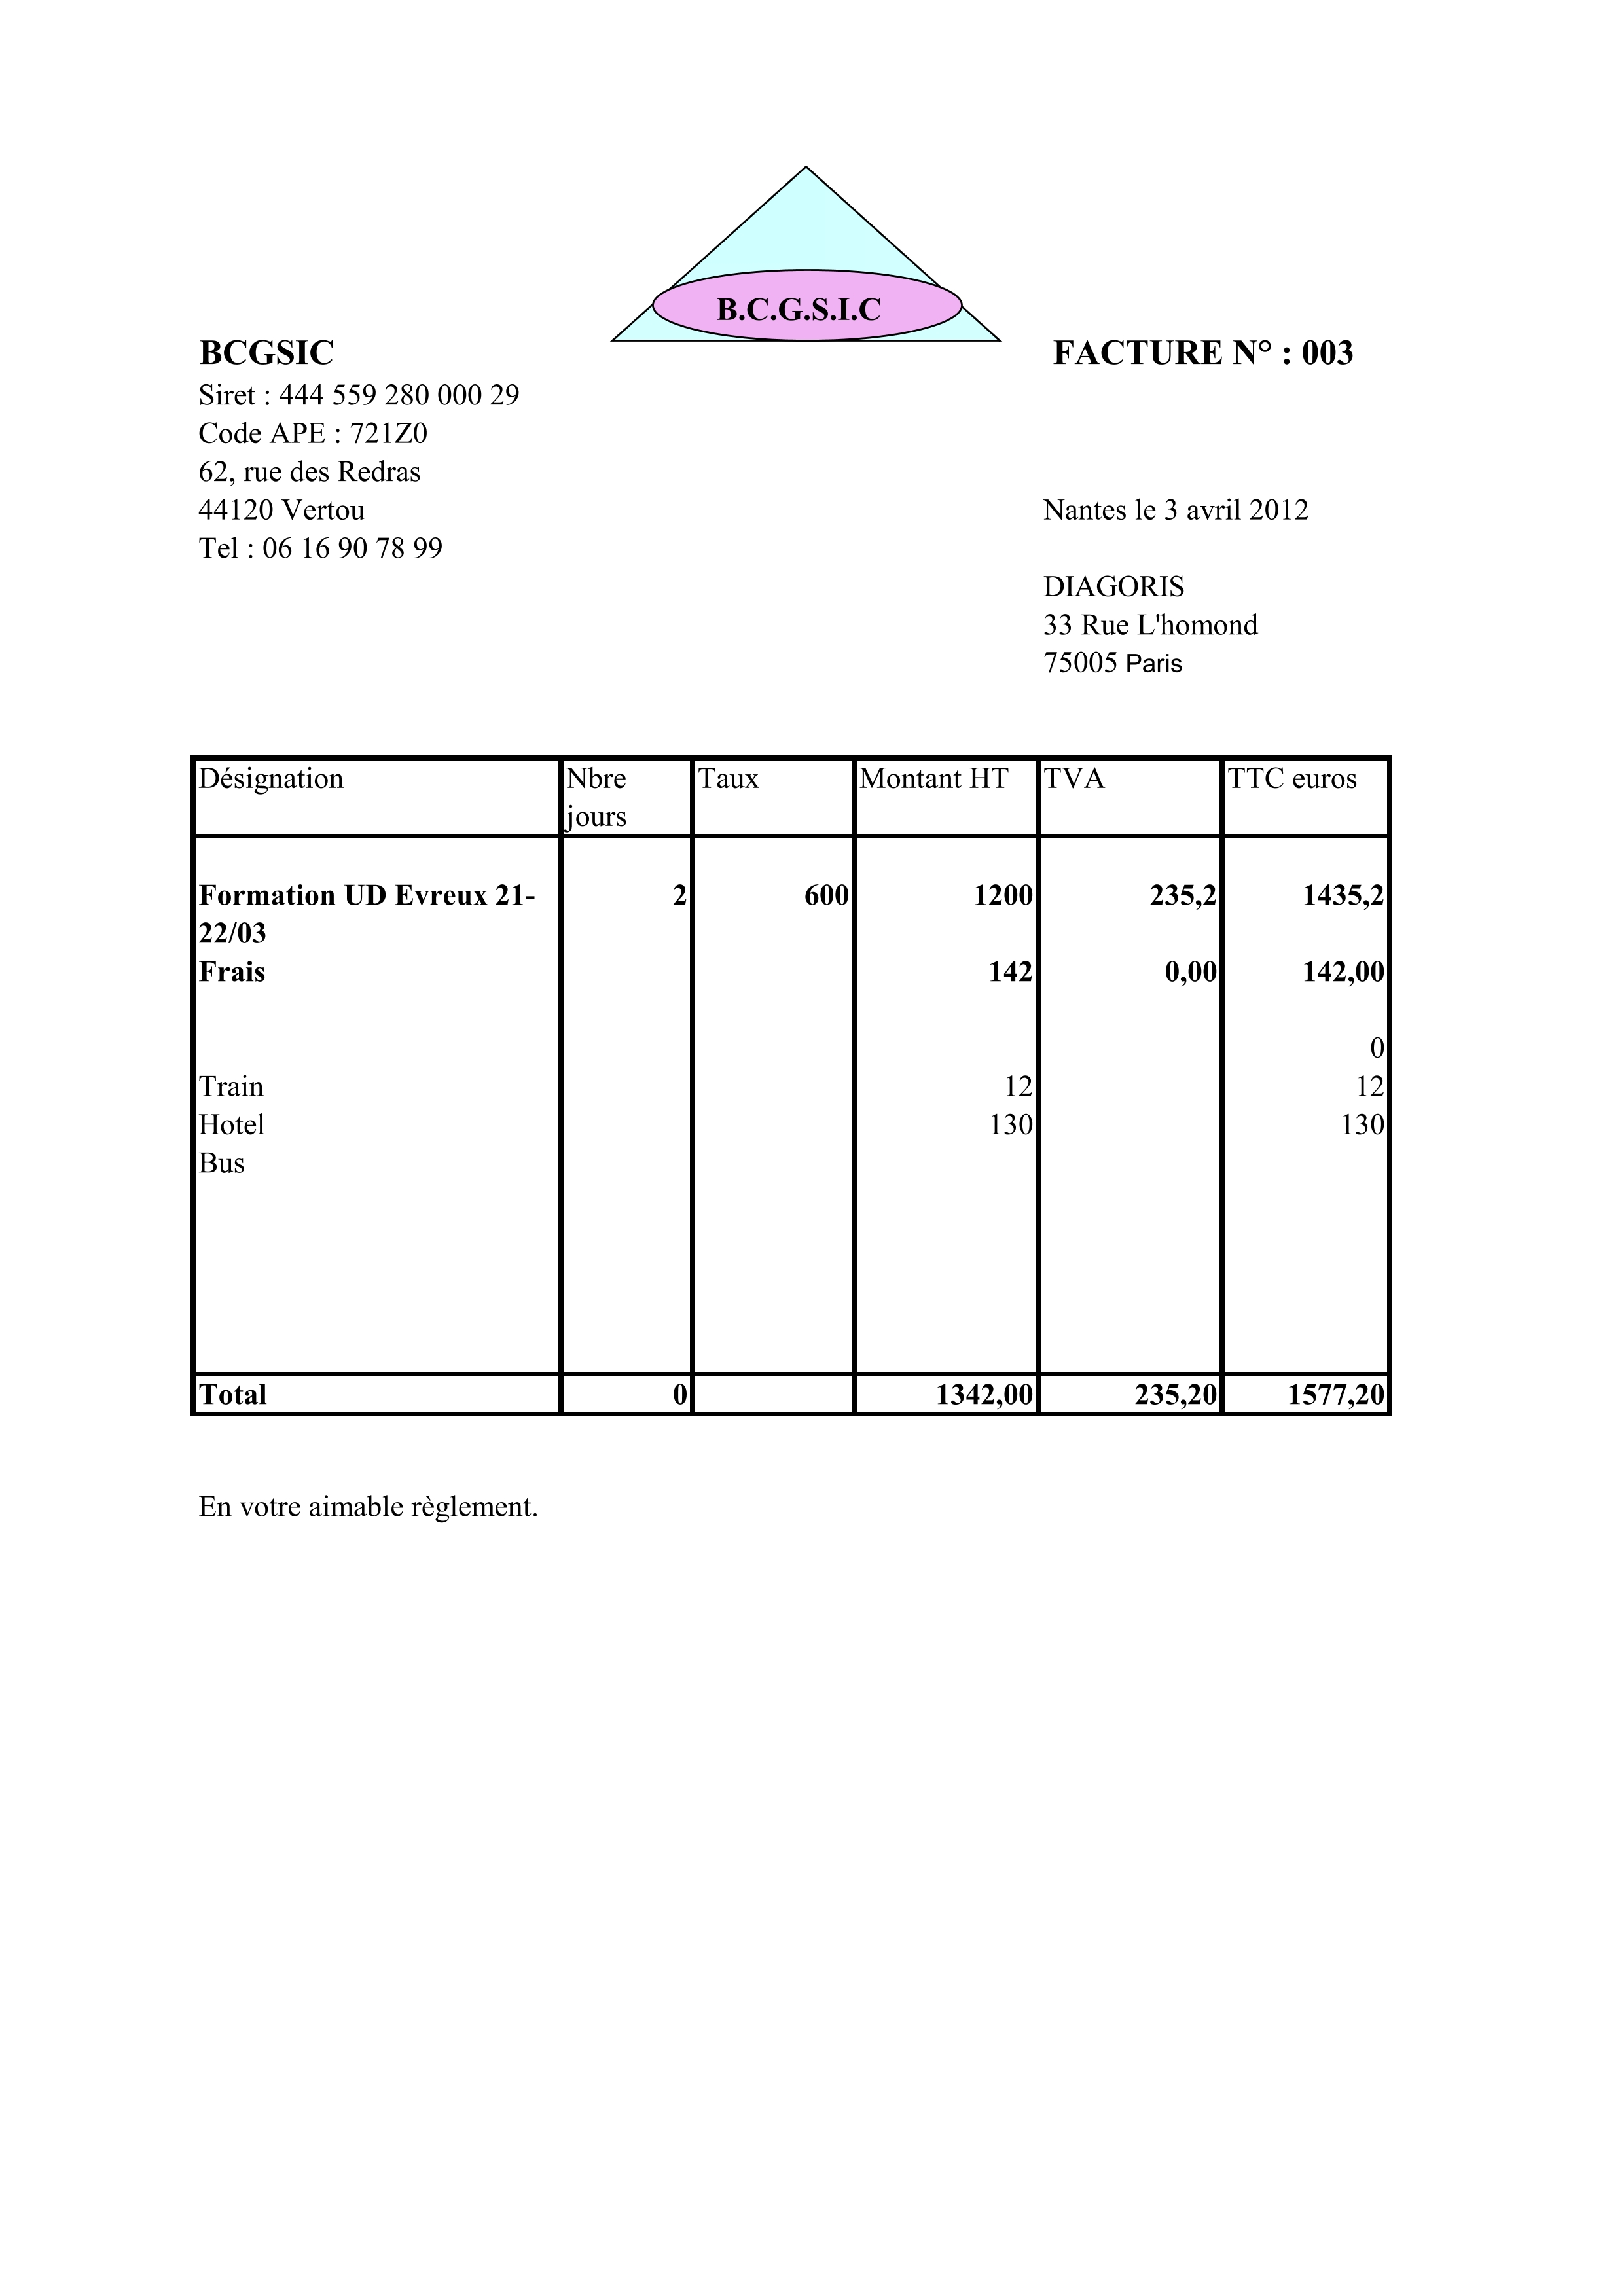 B.C.G.S.I.C
BCGSIC
FACTURE N° : 003
Siret : 444 559 280 000 29
Code APE : 721Z0
62, rue des Redras
44120 Vertou
Nantes le 3 avril 2012
Tel : 06 16 90 78 99
DIAGORIS
33 Rue L'homond
75005 Paris
Désignation Nbre jours Taux Montant HT TVA TTC euros
Formation UD Evreux 21- 2 600 1200 235,2 1435,2
22/03
Frais 142 0,00 142,00
0
Train 12 12
Hotel 130 130
Bus
Total 0 1342,00 235,20 1577,20
En votre aimable règlement.